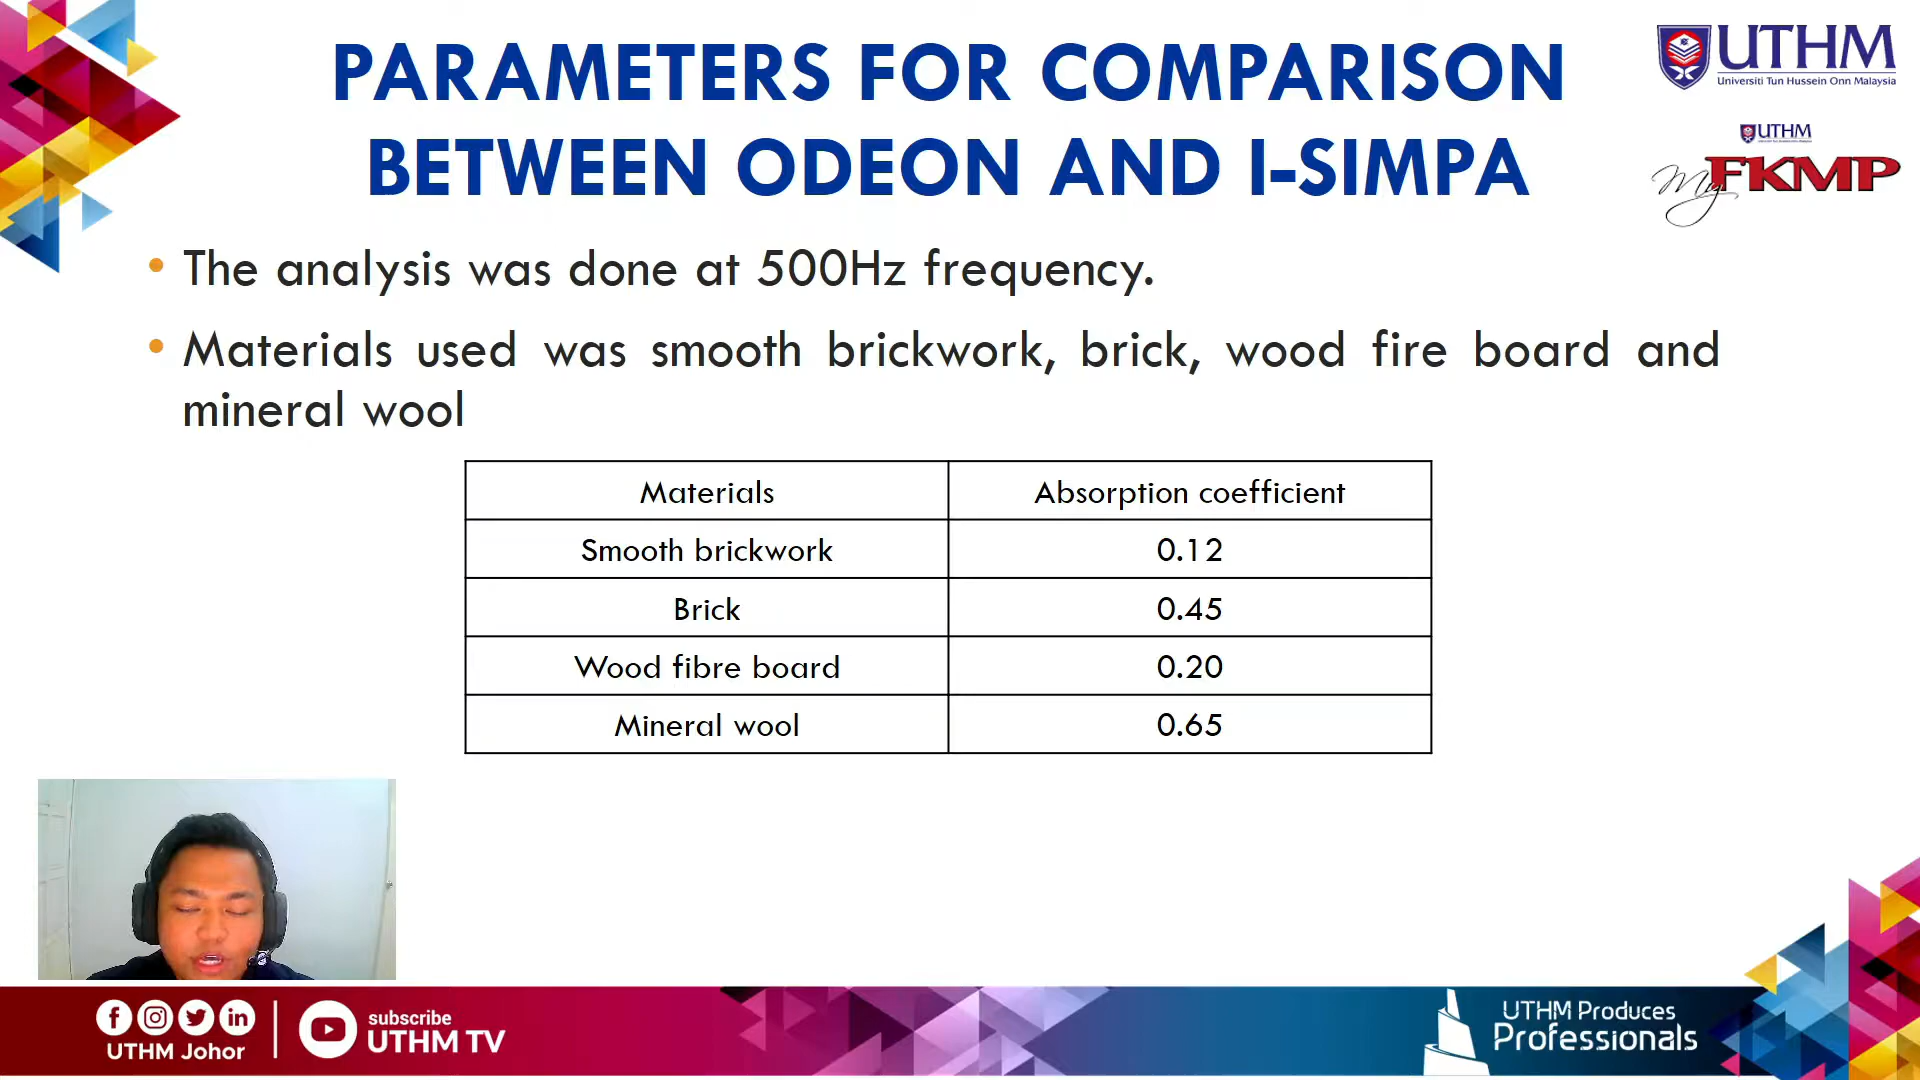 PARAMETERS FOR COMPARISON
BETWEEN ODEON AND I-SIMPA
UTHM
Universiti Tun Hussein Onn Malaysia
UTHM
My FKMP
• The analysis was done at 500Hz frequency.
• Materials used was smooth brickwork, brick, wood fire board and
mineral wool
Materials Absorption coefficient
Smooth brickwork 0.12
Brick 0.45
Wood fibre board 0.20
Mineral wool 0.65
UTHM Johor
subscribe
UTHM TV
UTHM Produces
Professionals